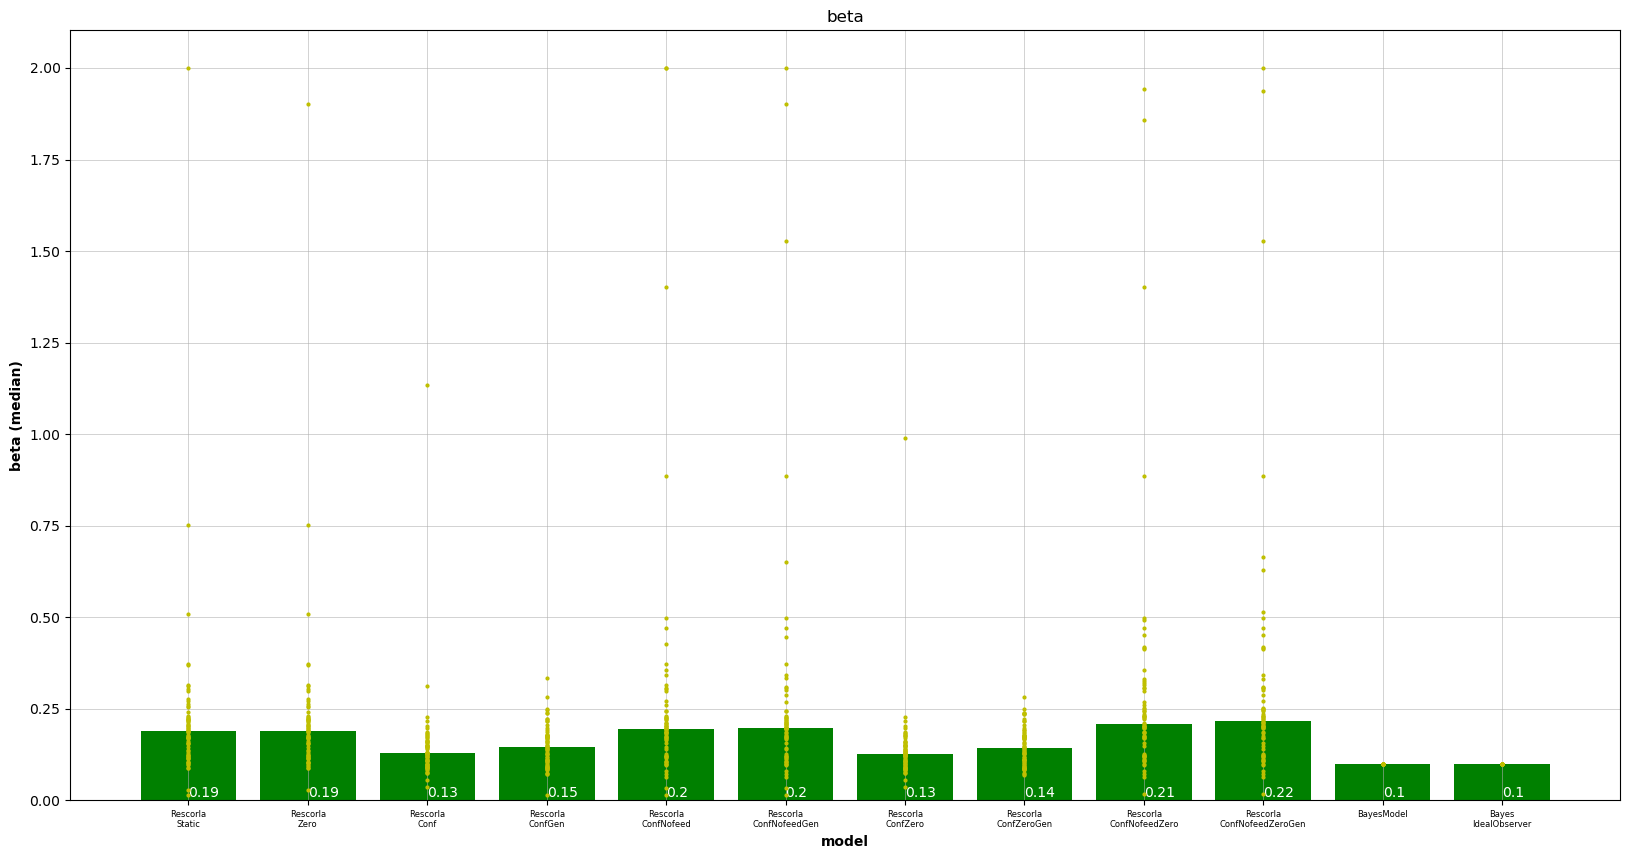 beta
2.00
1.75
1.50
1.25
1.00
0.75
0.50
0.25
0.00
beta (median)
0.19
0.19
0.13
0.15
0.2
0.2
0.13
0.14
0.21
0.22
0.1
0.1
Rescorla
Static
Rescorla
Zero
Rescorla
Conf
Rescorla
ConfGen
Rescorla
ConfNofeed
Rescorla
ConfNofeedGen
Rescorla
ConfZero
Rescorla
ConfZeroGen
Rescorla
ConfNofeedZero
Rescorla
ConfNofeedZeroGen
BayesModel
Bayes
IdealObserver
model